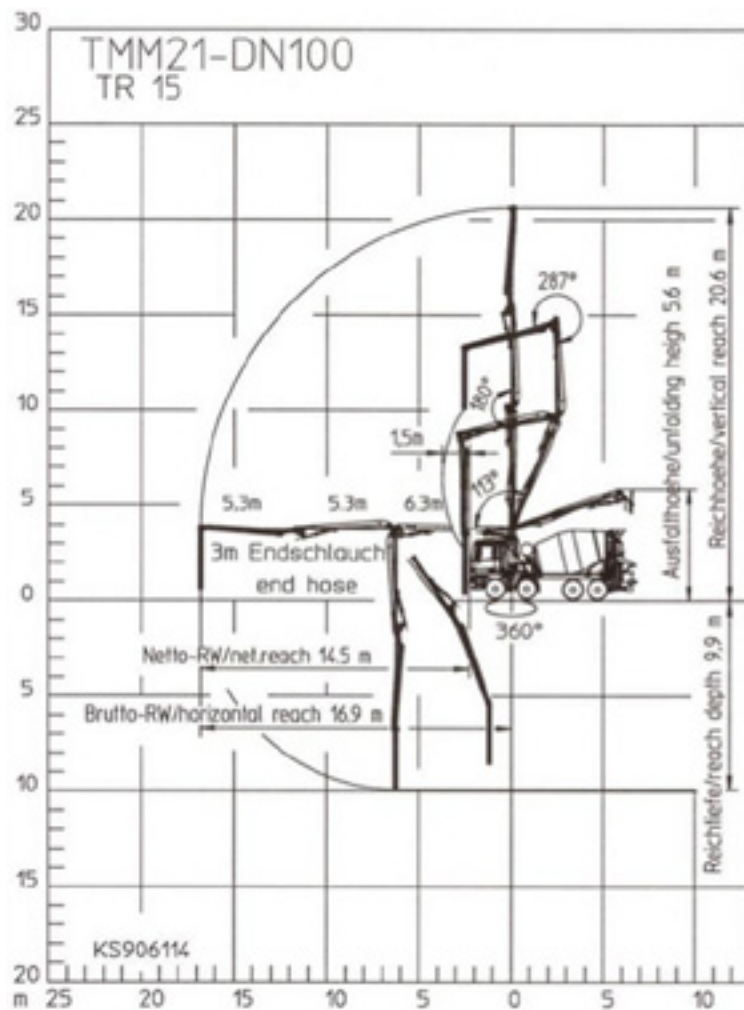 TMM21-DN100
TR 15
30
25
20
15
10
5
0
5
10
15
20
287°
180°
1,5m
113°
5.3m 5.3m 6.3m
3m Endschlauch
end hose
360°
Netto-RW/net.reach 14.5 m
Brutto-RW/horizontal reach 16.9 m
Ausfalthoehe/unfolding heigh 5.6 m
Reichhoehe/vertical reach 20.6 m
Reichtiefe/reach depth 9,9 m
KS906114
m 25 20 15 10 5 0 5 10